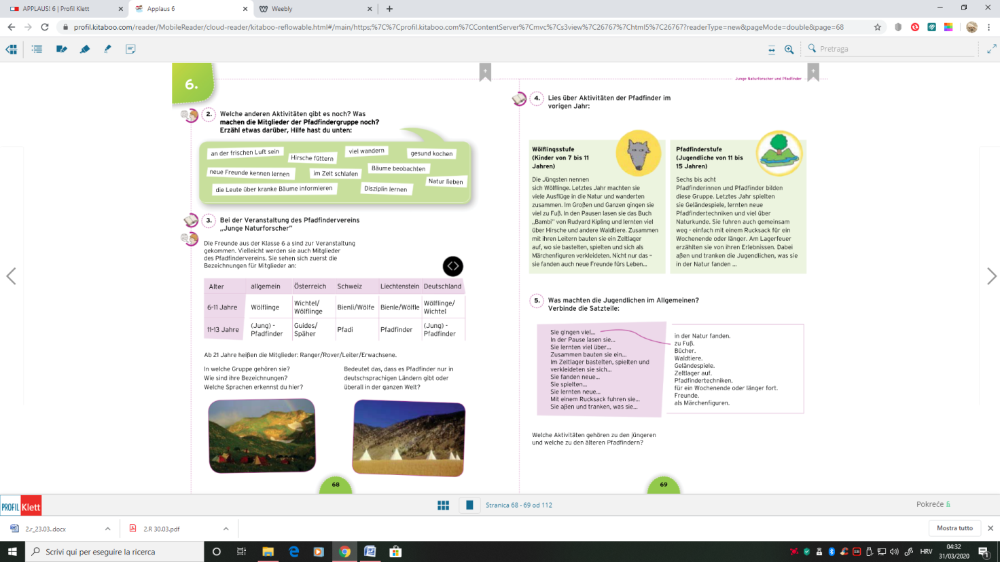 APPLAUS! 6 | Profil Klett
Applaus 6
Weebly
profil.kitaboo.com/reader/MobileReader/cloud-reader/kitaboo-reflowable.html#/main/https:%7C%7Cprofil.kitaboo.com%7CContentServer%7Cmvc%7Cs3view%7C26767%7Chtml5%7C26767?readerType=new&pageMode=double&page=68
Pretraga
6.
2. Welche anderen Aktivitäten gibt es noch? Was
machen die Mitglieder der Pfadfindergruppe noch?
Erzähl etwas darüber, Hilfe hast du unten:
an der frischen Luft sein
Hirsche füttern
viel wandern
gesund kochen
neue Freunde kennen lernen
im Zelt schlafen
Bäume beobachten
Natur lieben
die Leute über kranke Bäume informieren
Disziplin lernen
3. Bei der Veranstaltung des Pfadfindervereins
„Junge Naturforscher“
Die Freunde aus der Klasse 6 a sind zur Veranstaltung
gekommen. Vielleicht werden sie auch Mitglieder
des Pfadfindervereins. Sie sehen sich zuerst die
Bezeichnungen für Mitglieder an:
Alter allgemein Österreich Schweiz Liechtenstein Deutschland
6-11 Jahre Wölflinge Wichtel/ Wölflinge Bienli/Wölfe Bienle/Wölfle Wölflinge/ Wichtel
11-13 Jahre (Jung) - Pfadfinder Guides/ Späher Pfadi Pfadfinder (Jung) - Pfadfinder
Ab 21 Jahre heißen die Mitglieder: Ranger/Rover/Leiter/Erwachsene.
In welche Gruppe gehören sie?
Wie sind ihre Bezeichnungen?
Welche Sprachen erkennst du hier?
Bedeutet das, dass es Pfadfinder nur in
deutschsprachigen Ländern gibt oder
überall in der ganzen Welt?
68
Junge Naturforscher und Pfadfinder
4. Lies über Aktivitäten der Pfadfinder im
vorigen Jahr:
Wölflingsstufe
(Kinder von 7 bis 11
Jahren)
Die Jüngsten nennen
sich Wölflinge. Letztes Jahr machten sie
viele Ausflüge in die Natur und wanderten
zusammen. Im Großen und Ganzen gingen sie
viel zu Fuß. In den Pausen lasen sie das Buch
„Bambi“ von Rudyard Kipling und lernten viel
über Hirsche und andere Waldtiere. Zusammen
mit ihren Leitern bauten sie ein Zeltlager
auf, wo sie bastelten, spielten und sich als
Märchenfiguren verkleideten. Nicht nur das –
sie fanden auch neue Freunde fürs Leben...
Pfadfinderstufe
(Jugendliche von 11 bis
15 Jahren)
Sechs bis acht
Pfadfinderinnen und Pfadfinder bilden
diese Gruppe. Letztes Jahr spielten
sie Geländespiele, lernten neue
Pfadfindertechniken und viel über
Naturkunde. Sie fuhren auch gemeinsam
weg - einfach mit einem Rucksack für ein
Wochenende oder länger. Am Lagerfeuer
erzählten sie von ihren Erlebnissen. Dabei
aßen und tranken die Jugendlichen, was sie
in der Natur fanden ...
5. Was machten die Jugendlichen im Allgemeinen?
Verbinde die Satzteile:
Sie gingen viel...
In der Pause lasen sie...
Sie lernten viel über...
Zusammen bauten sie ein...
Im Zeltlager bastelten, spielten und
verkleideten sie sich...
Sie fanden neue...
Sie spielten...
Sie lernten neue...
Mit einem Rucksack fuhren sie...
Sie aßen und tranken, was sie...
in der Natur fanden.
zu Fuß.
Bücher.
Waldtiere.
Geländespiele.
Zeltlager auf.
Pfadfindertechniken.
für ein Wochenende oder länger fort.
Freunde.
als Märchenfiguren.
Welche Aktivitäten gehören zu den jüngeren
und welche zu den älteren Pfadfindern?
69
PROFIL Klett
Stranica 68 - 69 od 112
Pokreće
2.r_23.03..docx
2.R 30.03.pdf
Mostra tutto
Scrivi qui per eseguire la ricerca
HRV
04:32
31/03/2020
1